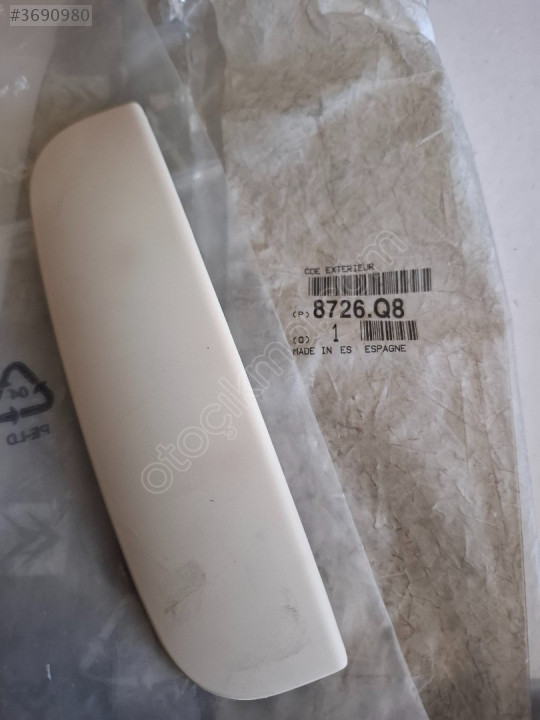 #3690980
CDE EXTERIEUR
(P) 8726.Q8
(Q) 1
MADE IN ES ESPAGNE
otoçıkma.com
04
PE-LD